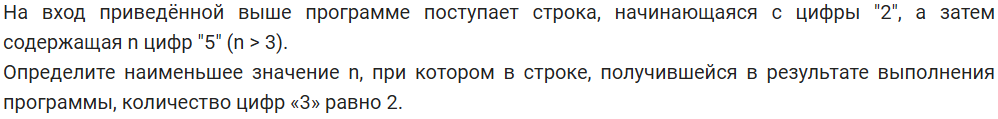 На вход приведённой выше программе поступает строка, начинающаяся с цифры "2", а затем
содержащая n цифр "5" (n > 3).
Определите наименьшее значение n, при котором в строке, получившейся в результате выполнения
программы, количество цифр «3» равно 2.